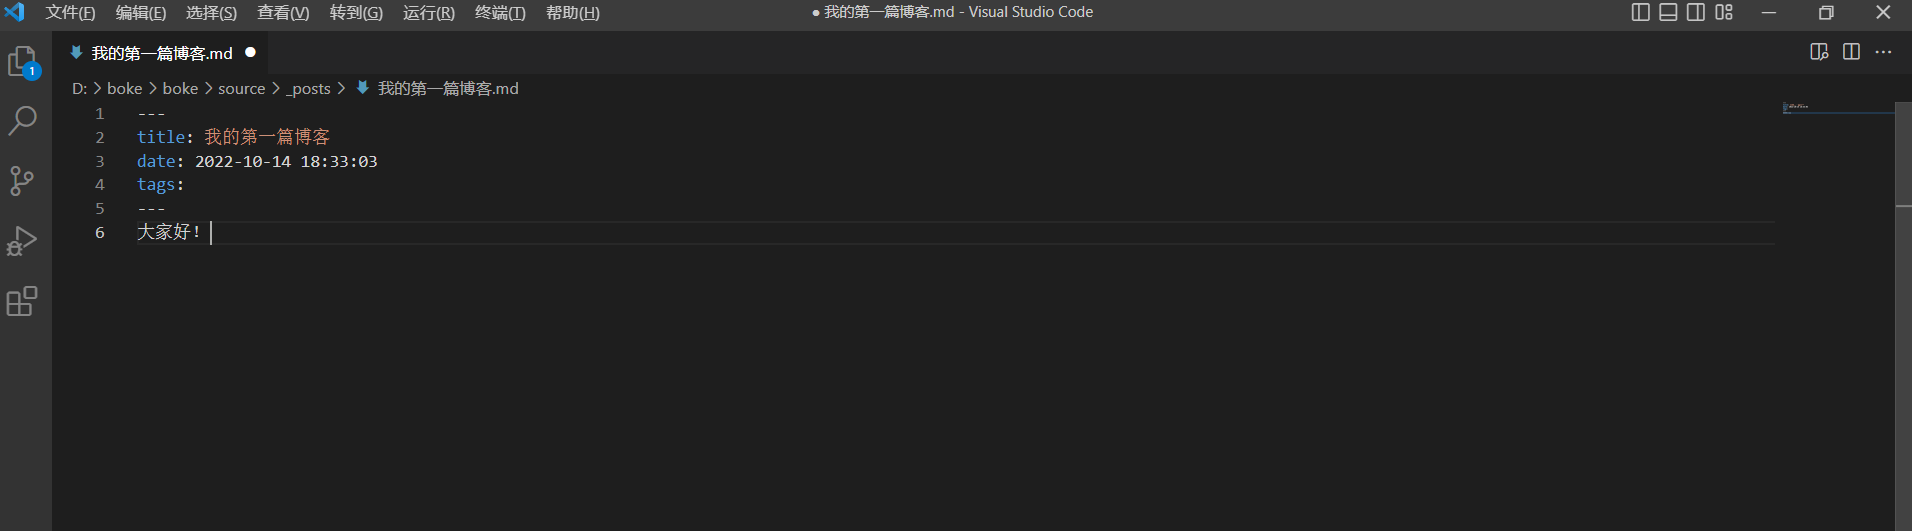 文件(F) 编辑(E) 选择(S) 查看(V) 转到(G) 运行(R) 终端(T) 帮助(H) ● 我的第一篇博客.md - Visual Studio Code
我的第一篇博客.md ●
D: > boke > boke > source > _posts > 我的第一篇博客.md
1
1 ---
2 title: 我的第一篇博客
3 date: 2022-10-14 18:33:03
4 tags:
5 ---
6 大家好!